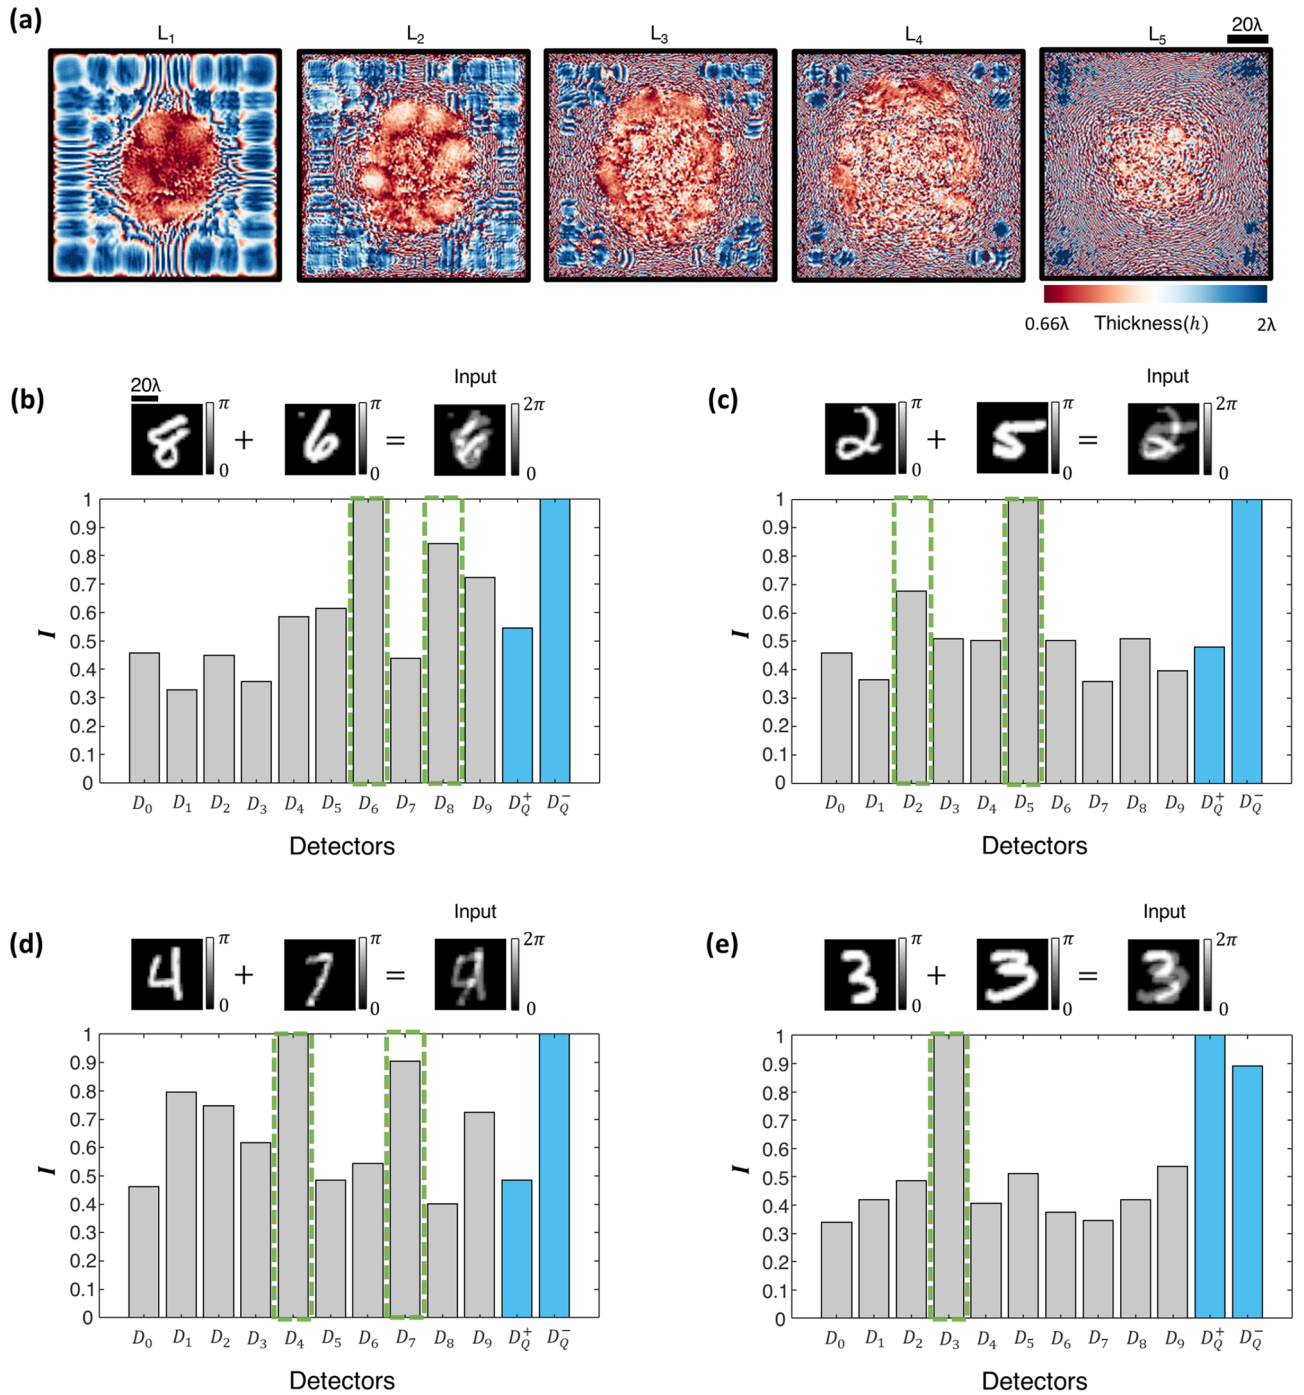 (a)
L₁ L₂ L₃ L₄ L₅ 20λ
0.66λ Thickness(h) 2λ
(b)
20λ
Input
π
0
+
π
0
=
2π
0
1
0.9
0.8
0.7
0.6
0.5
0.4
0.3
0.2
0.1
0
I
D₀ D₁ D₂ D₃ D₄ D₅ D₆ D₇ D₈ D₉ D_Q⁺ D_Q⁻
Detectors
(c)
Input
π
0
+
π
0
=
2π
0
1
0.9
0.8
0.7
0.6
0.5
0.4
0.3
0.2
0.1
0
I
D₀ D₁ D₂ D₃ D₄ D₅ D₆ D₇ D₈ D₉ D_Q⁺ D_Q⁻
Detectors
(d)
Input
π
0
+
π
0
=
2π
0
1
0.9
0.8
0.7
0.6
0.5
0.4
0.3
0.2
0.1
0
I
D₀ D₁ D₂ D₃ D₄ D₅ D₆ D₇ D₈ D₉ D_Q⁺ D_Q⁻
Detectors
(e)
Input
π
0
+
π
0
=
2π
0
1
0.9
0.8
0.7
0.6
0.5
0.4
0.3
0.2
0.1
0
I
D₀ D₁ D₂ D₃ D₄ D₅ D₆ D₇ D₈ D₉ D_Q⁺ D_Q⁻
Detectors